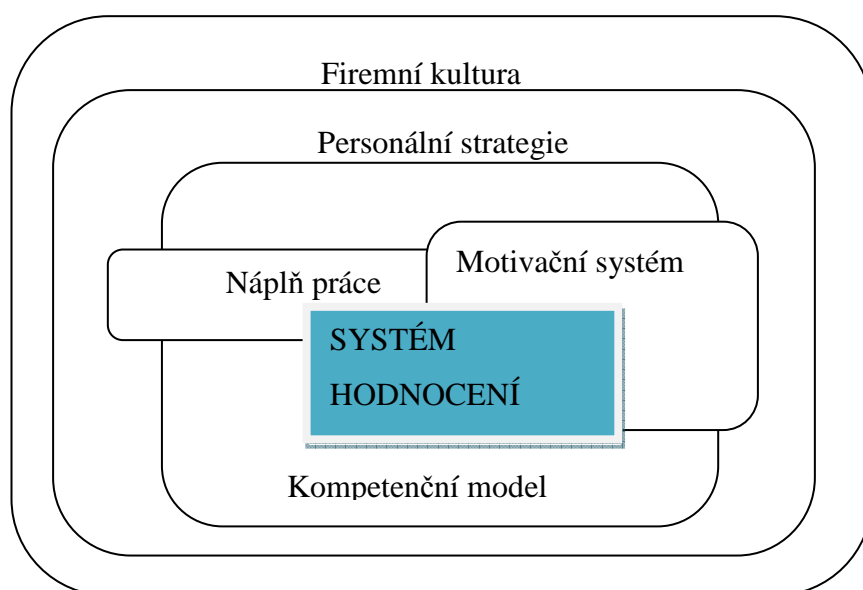 Firemní kultura
Personální strategie
Motivační systém
Náplň práce
SYSTÉM
HODNOCENÍ
Kompetenční model